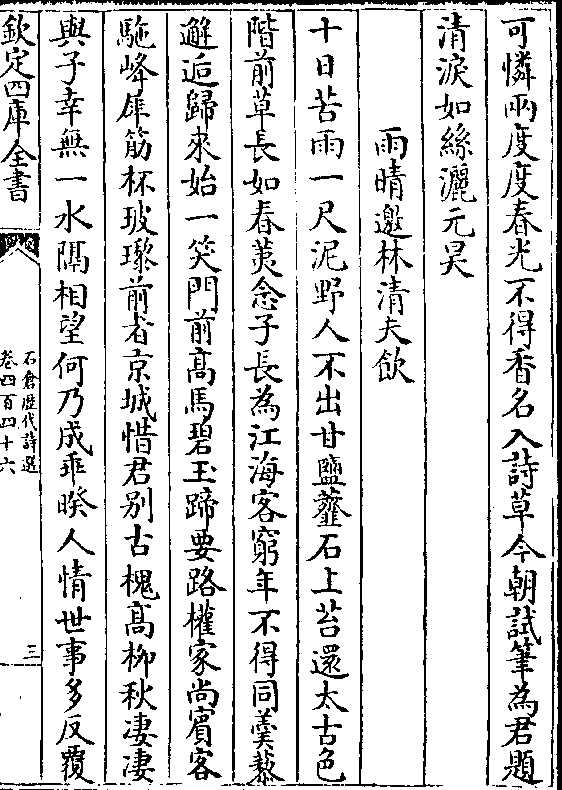 可憐兩度度春光不得香名入詩草今朝試筆為君題
清淚如絲灑元昊
雨晴邀林清夫飲
十日苦雨一尺泥野人不出甘鹽虀石上苔還太古色
階前草長如春荑念子長為江海客窮年不得同羹藜
邂逅歸來始一笑門前高馬碧玉蹄要路權家尚賓客
駞峰雁筋杯玻瓈前者京城惜君别古槐高柳秋凄凄
與子幸無一水隔相望何乃成乖暌人情世事多反覆
欽定四庫全書
石倉歷代詩選
卷四百四十六
三